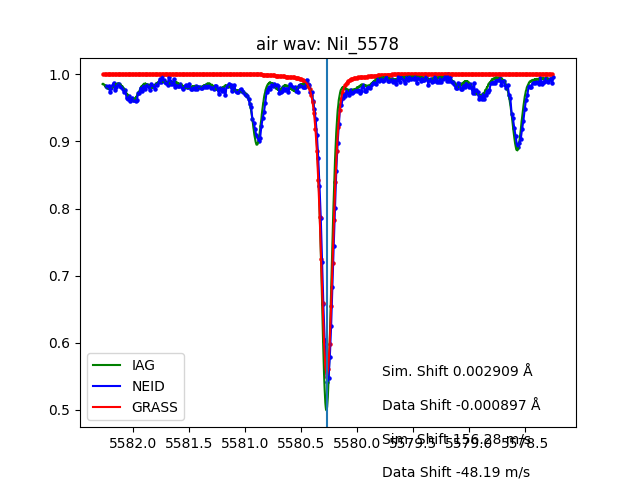 air wav: NiI_5578
1.0
0.9
0.8
0.7
0.6
0.5
IAG
NEID
GRASS
Sim. Shift 0.002909 Å
Data Shift -0.000897 Å
Sim. Shift 156.28 m/s
5582.0 5581.5 5581.0 5580.5 5580.0 5579.5 5579.0 5578.5
Data Shift -48.19 m/s